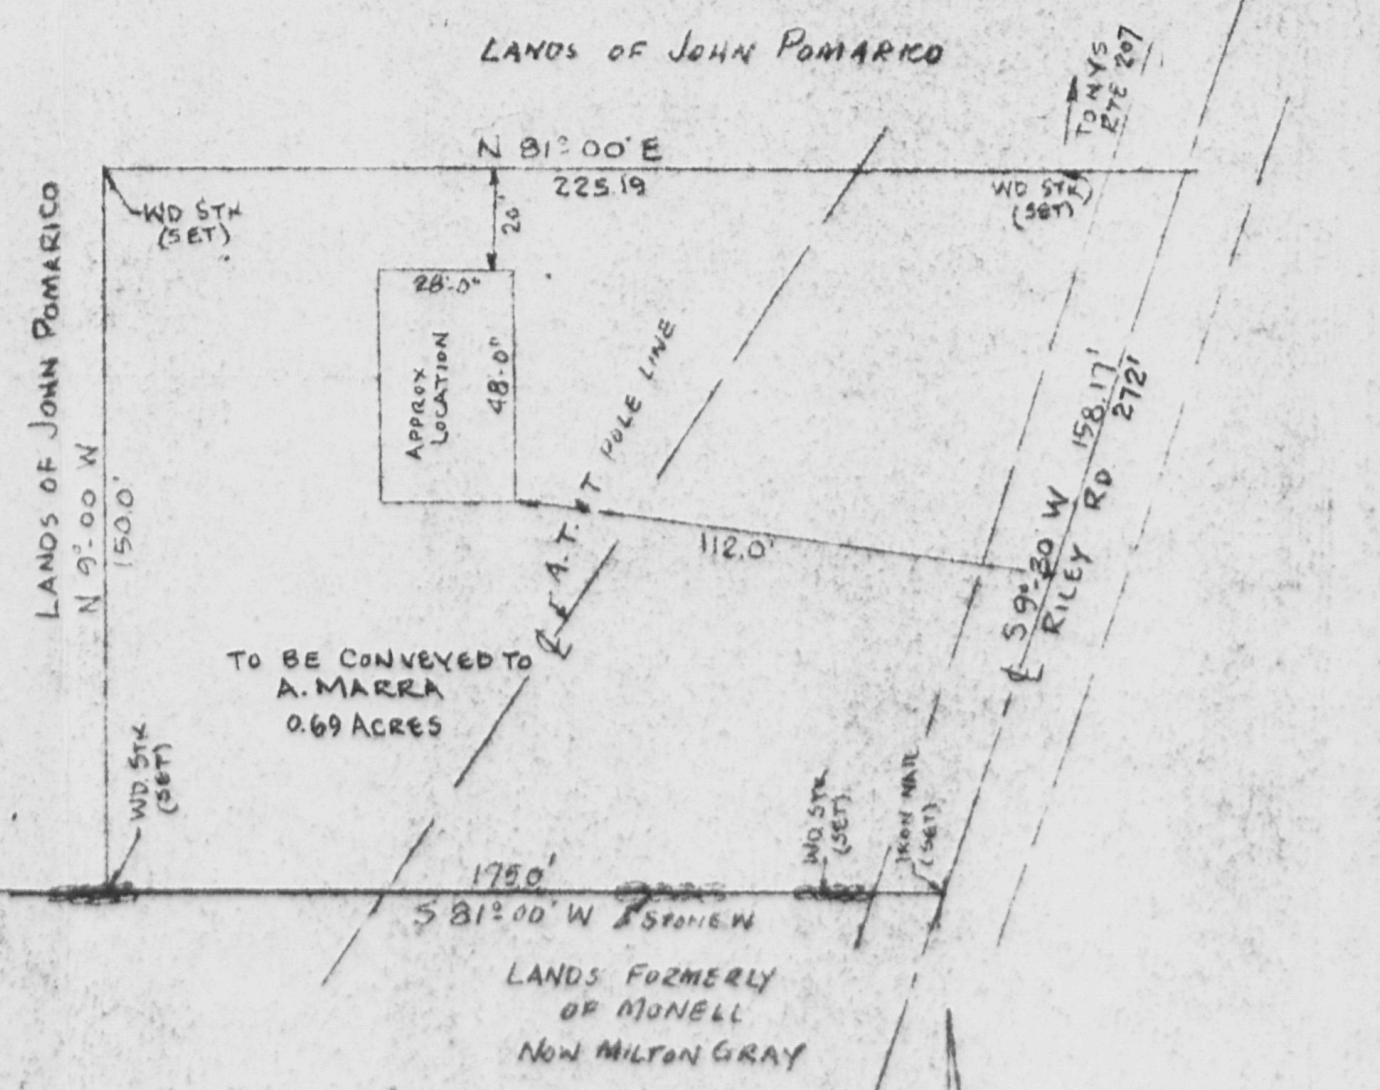 LANDS OF JOHN POMARICO
TO NYS
RTE 207
N 81° 00' E
225.19
WD STK
(SET)
WD STK
(SET)
20'
28'-0"
48'-0"
APPROX
LOCATION
LANDS OF JOHN POMARICO
N 9°-00 W
150.0'
℄ A.T. & T POLE LINE
112.0'
℄ S 9°-30 W 158.17'
RILEY RD 272'
TO BE CONVEYED TO
A. MARRA
0.69 ACRES
WD. STK
(SET)
WD. STK
(SET)
IRON NAIL
(SET)
175.0'
S 81° 00' W
STONE W
LANDS FORMERLY
OF MONELL
NOW MILTON GRAY